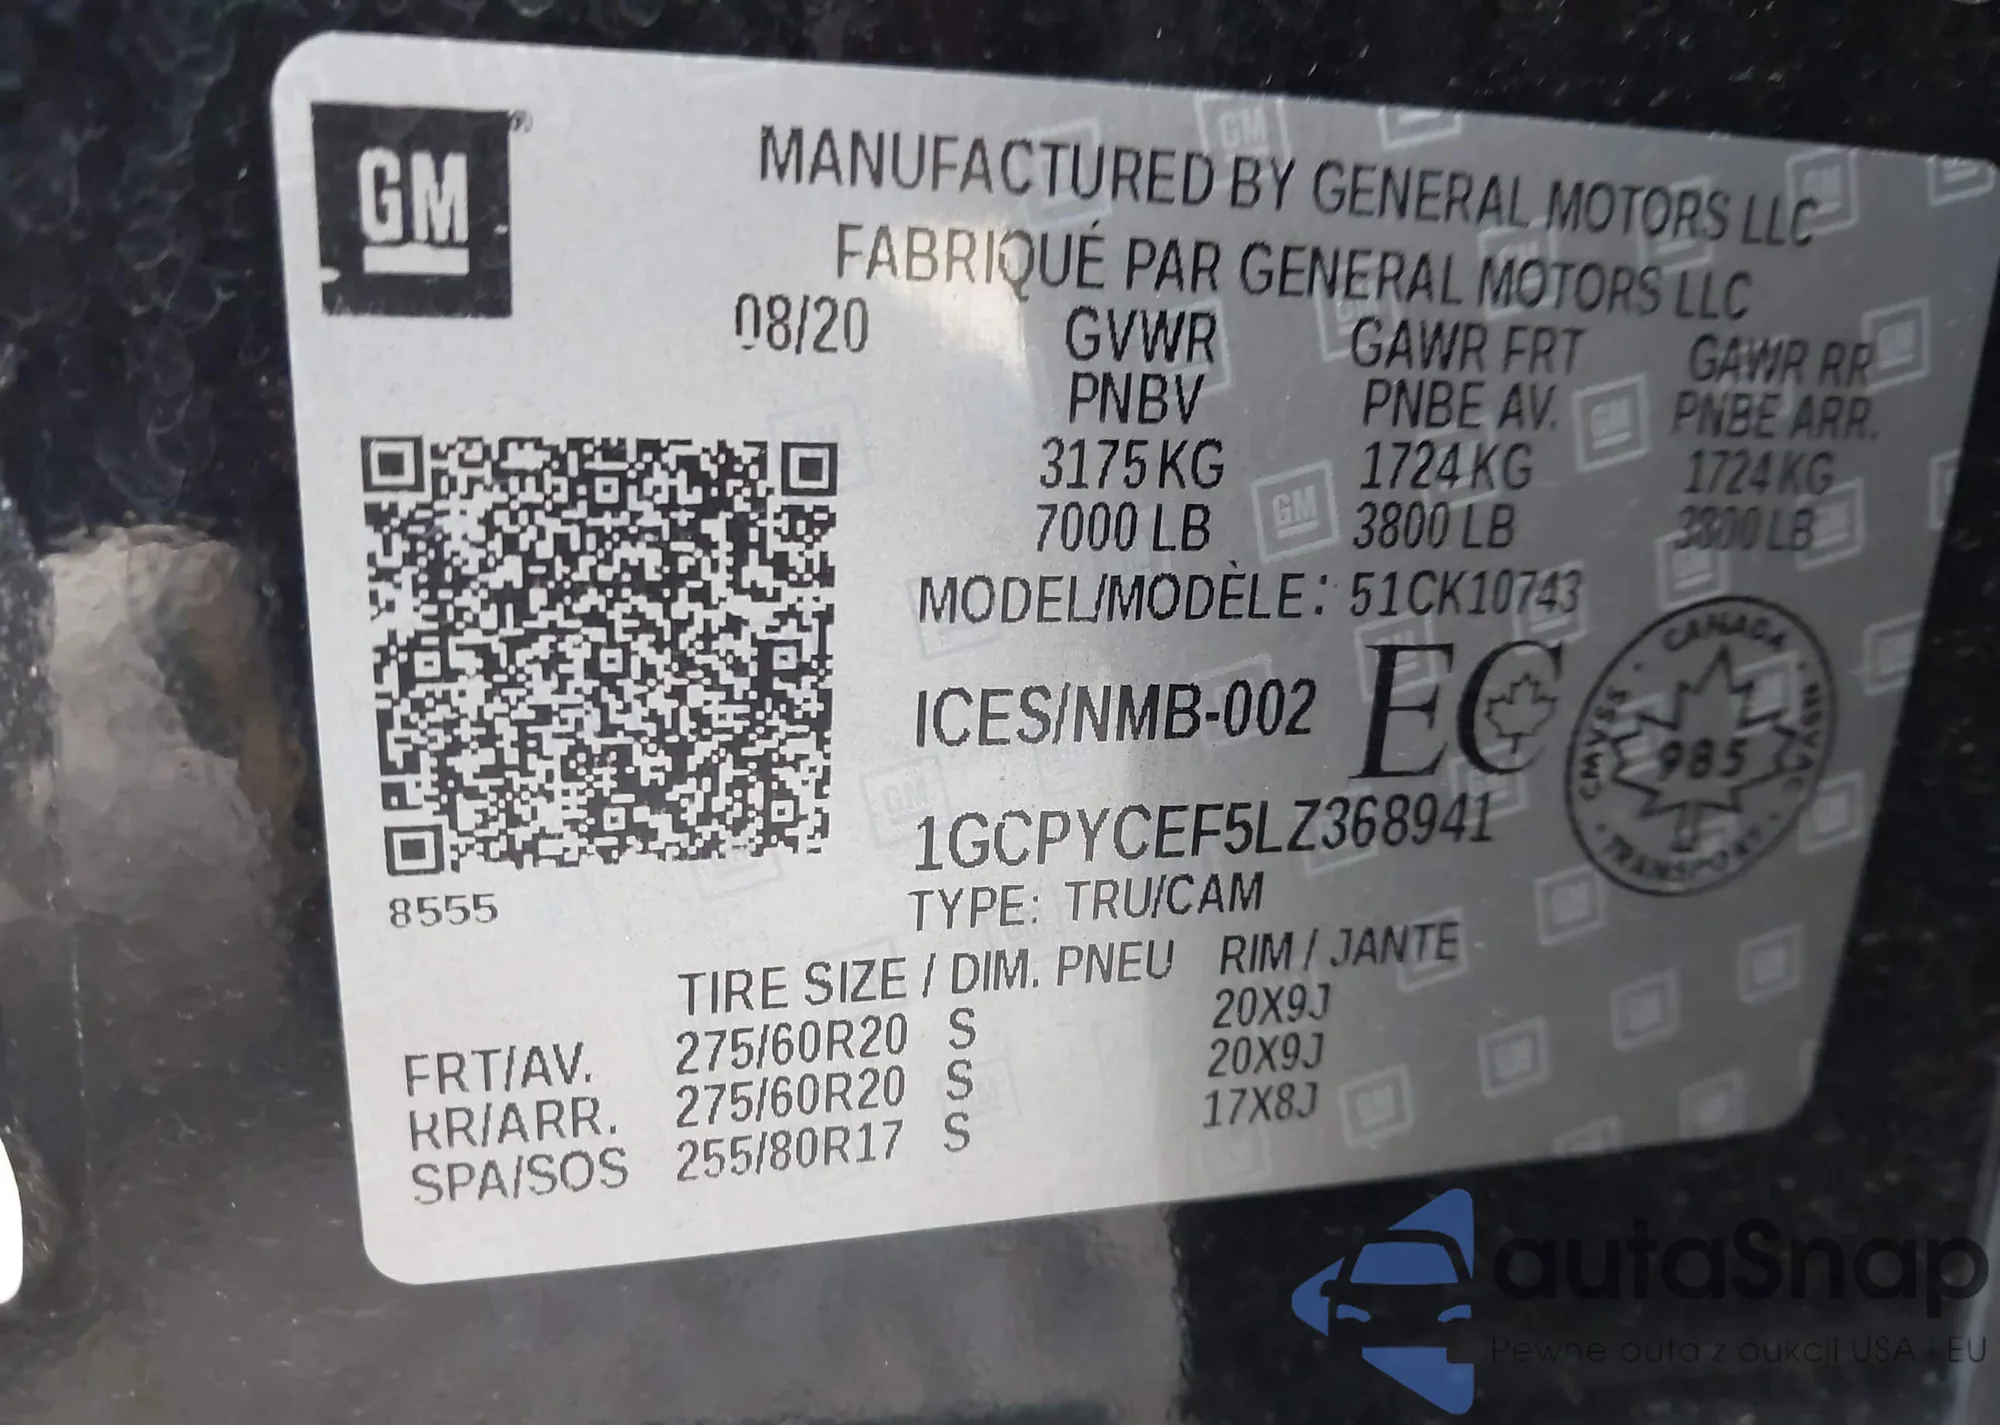 GM
MANUFACTURED BY GENERAL MOTORS LLC
FABRIQUÉ PAR GENERAL MOTORS LLC
08/20 GVWR GAWR FRT GAWR RR
PNBV PNBE AV. PNBE ARR.
3175 KG 1724 KG 1724 KG
7000 LB 3800 LB 3800 LB
MODEL/MODÈLE: 51CK10743
ICES/NMB-002 EC
CANADA
CMVSS 985 NSVAC
TRANSPORT
1GCPYCEF5LZ368941
8555
TYPE: TRU/CAM
TIRE SIZE / DIM. PNEU RIM / JANTE
FRT/AV. 275/60R20 S 20X9J
RR/ARR. 275/60R20 S 20X9J
SPA/SOS 255/80R17 S 17X8J
autaSnap
Pewne auta z aukcji USA i EU